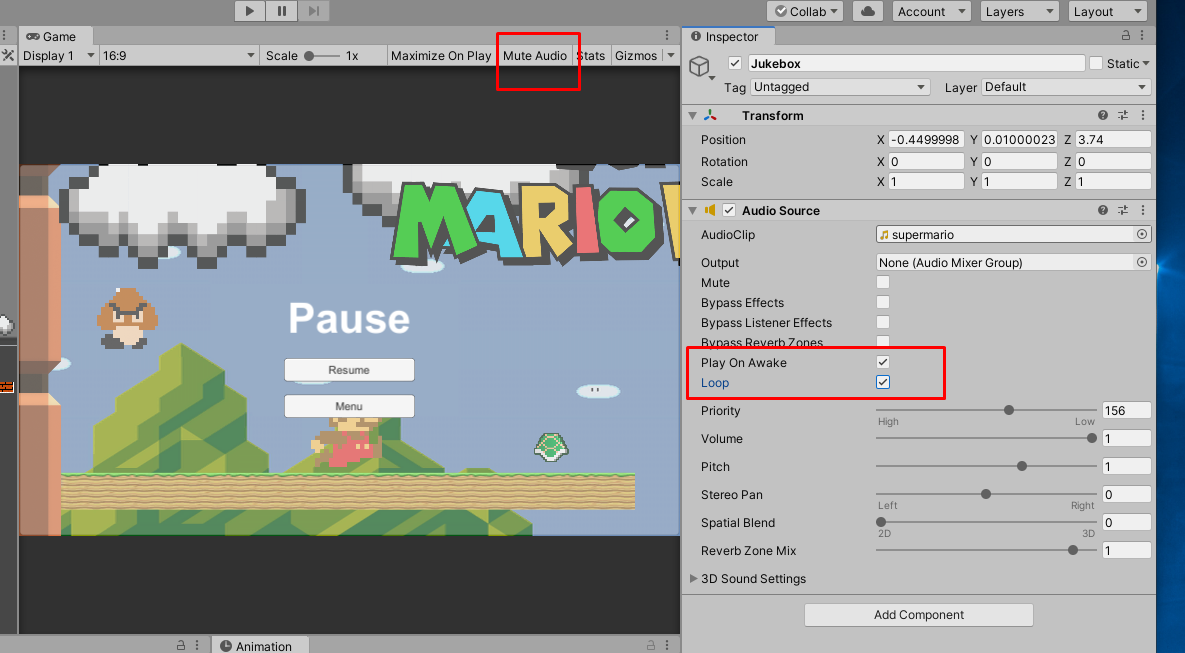 Collab
Account
Layers
Layout
Game
Display 1
16:9
Scale
1x
Maximize On Play
Mute Audio
Stats
Gizmos
MARIO
Pause
Resume
Menu
Animation
Inspector
Jukebox
Static
Tag Untagged
Layer Default
Transform
Position X -0.4499998 Y 0.01000023 Z 3.74
Rotation X 0 Y 0 Z 0
Scale X 1 Y 1 Z 1
Audio Source
AudioClip supermario
Output None (Audio Mixer Group)
Mute
Bypass Effects
Bypass Listener Effects
Bypass Reverb Zones
Play On Awake
Loop
Priority 156
High Low
Volume 1
Pitch 1
Stereo Pan 0
Left Right
Spatial Blend 0
2D 3D
Reverb Zone Mix 1
3D Sound Settings
Add Component